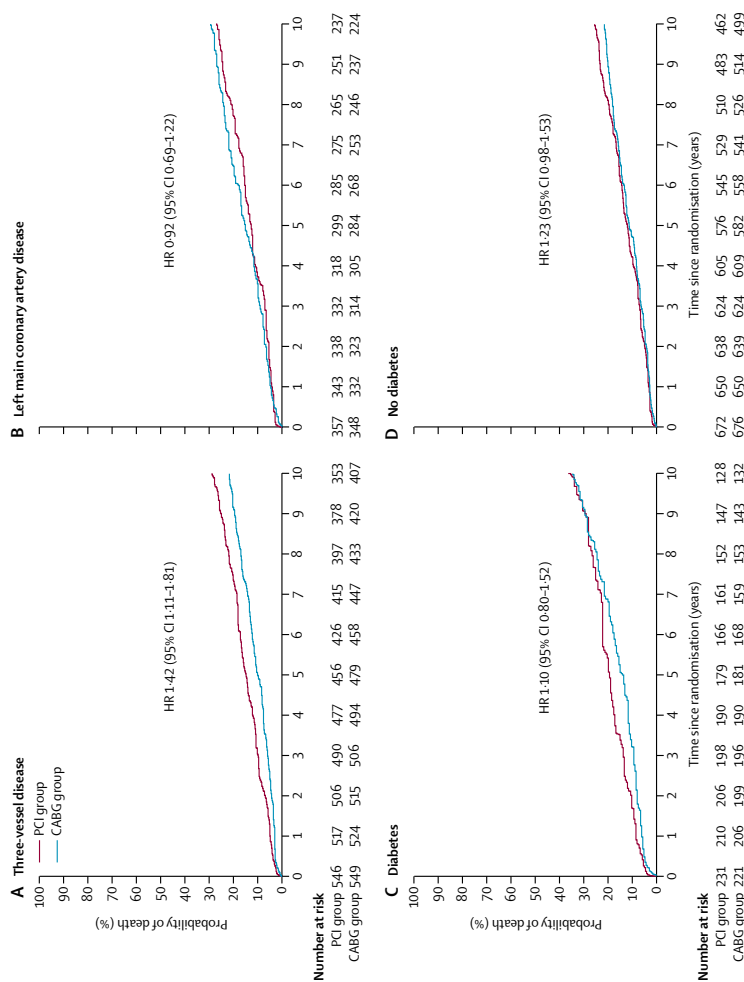 A Three-vessel disease
PCI group
CABG group
HR 1·42 (95% CI 1·11–1·81)
Probability of death (%)
100
90
80
70
60
50
40
30
20
10
0
0 1 2 3 4 5 6 7 8 9 10
Number at risk
PCI group 546 517 506 490 477 456 426 415 397 378 353
CABG group 549 524 515 506 494 479 458 447 433 420 407
B Left main coronary artery disease
HR 0·92 (95% CI 0·69–1·22)
0 1 2 3 4 5 6 7 8 9 10
357 343 338 332 318 299 285 275 265 251 237
348 332 323 314 305 284 268 253 246 237 224
C Diabetes
HR 1·10 (95% CI 0·80–1·52)
Probability of death (%)
100
90
80
70
60
50
40
30
20
10
0
0 1 2 3 4 5 6 7 8 9 10
Time since randomisation (years)
Number at risk
PCI group 231 210 206 198 190 179 166 161 152 147 128
CABG group 221 206 199 196 190 181 168 159 153 143 132
D No diabetes
HR 1·23 (95% CI 0·98–1·53)
0 1 2 3 4 5 6 7 8 9 10
Time since randomisation (years)
672 650 638 624 605 576 545 529 510 483 462
676 650 639 624 609 582 558 541 526 514 499